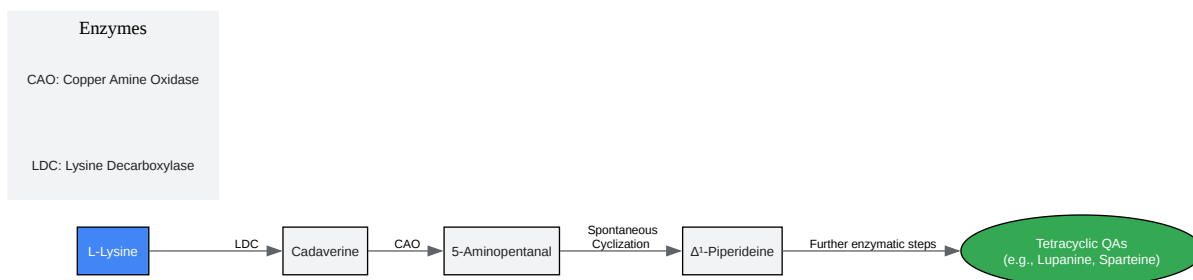 Enzymes
CAO: Copper Amine Oxidase
LDC: Lysine Decarboxylase
L-Lysine
LDC
Cadaverine
CAO
5-Aminopentanal
Spontaneous
Cyclization
Δ¹-Piperideine
Further enzymatic steps
Tetracyclic QAs
(e.g., Lupanine, Sparteine)